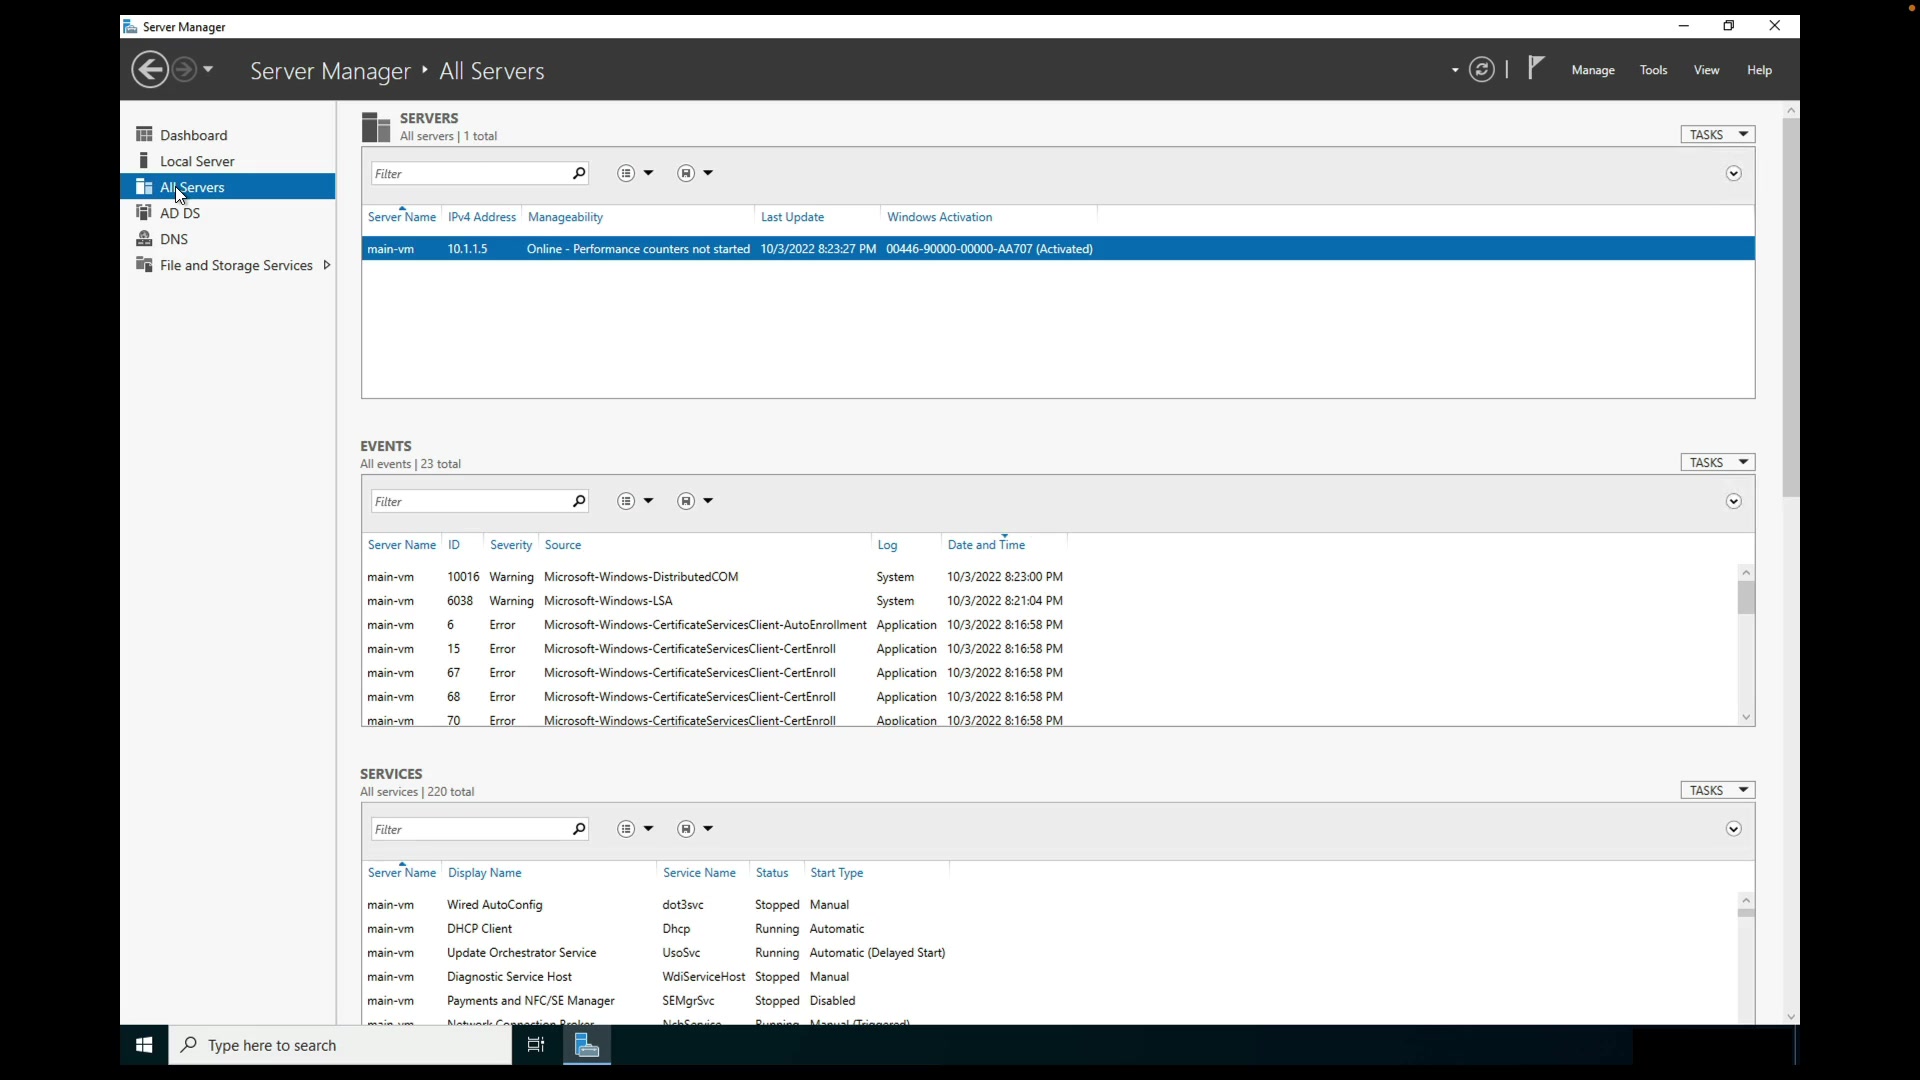 Server Manager
Server Manager ‣ All Servers
Manage Tools View Help
Dashboard
Local Server
All Servers
AD DS
DNS
File and Storage Services
SERVERS
All servers | 1 total
TASKS
Filter
Server Name IPv4 Address Manageability Last Update Windows Activation
main-vm 10.1.1.5 Online - Performance counters not started 10/3/2022 8:23:27 PM 00446-90000-00000-AA707 (Activated)
EVENTS
All events | 23 total
TASKS
Filter
Server Name ID Severity Source Log Date and Time
main-vm 10016 Warning Microsoft-Windows-DistributedCOM System 10/3/2022 8:23:00 PM
main-vm 6038 Warning Microsoft-Windows-LSA System 10/3/2022 8:21:04 PM
main-vm 6 Error Microsoft-Windows-CertificateServicesClient-AutoEnrollment Application 10/3/2022 8:16:58 PM
main-vm 15 Error Microsoft-Windows-CertificateServicesClient-CertEnroll Application 10/3/2022 8:16:58 PM
main-vm 67 Error Microsoft-Windows-CertificateServicesClient-CertEnroll Application 10/3/2022 8:16:58 PM
main-vm 68 Error Microsoft-Windows-CertificateServicesClient-CertEnroll Application 10/3/2022 8:16:58 PM
main-vm 70 Error Microsoft-Windows-CertificateServicesClient-CertEnroll Application 10/3/2022 8:16:58 PM
SERVICES
All services | 220 total
TASKS
Filter
Server Name Display Name Service Name Status Start Type
main-vm Wired AutoConfig dot3svc Stopped Manual
main-vm DHCP Client Dhcp Running Automatic
main-vm Update Orchestrator Service UsoSvc Running Automatic (Delayed Start)
main-vm Diagnostic Service Host WdiServiceHost Stopped Manual
main-vm Payments and NFC/SE Manager SEMgrSvc Stopped Disabled
main-vm Network Connection Broker NcbService Running Manual (Triggered)
Type here to search